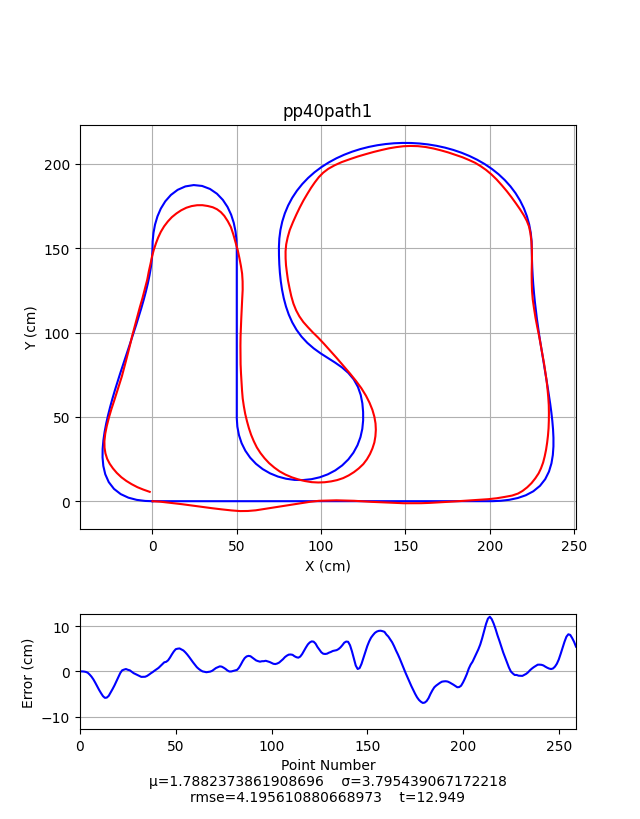 pp40path1
200
150
100
50
0
Y (cm)
0 50 100 150 200 250
X (cm)
10
0
−10
Error (cm)
0 50 100 150 200 250
Point Number
μ=1.7882373861908696 σ=3.795439067172218
rmse=4.195610880668973 t=12.949